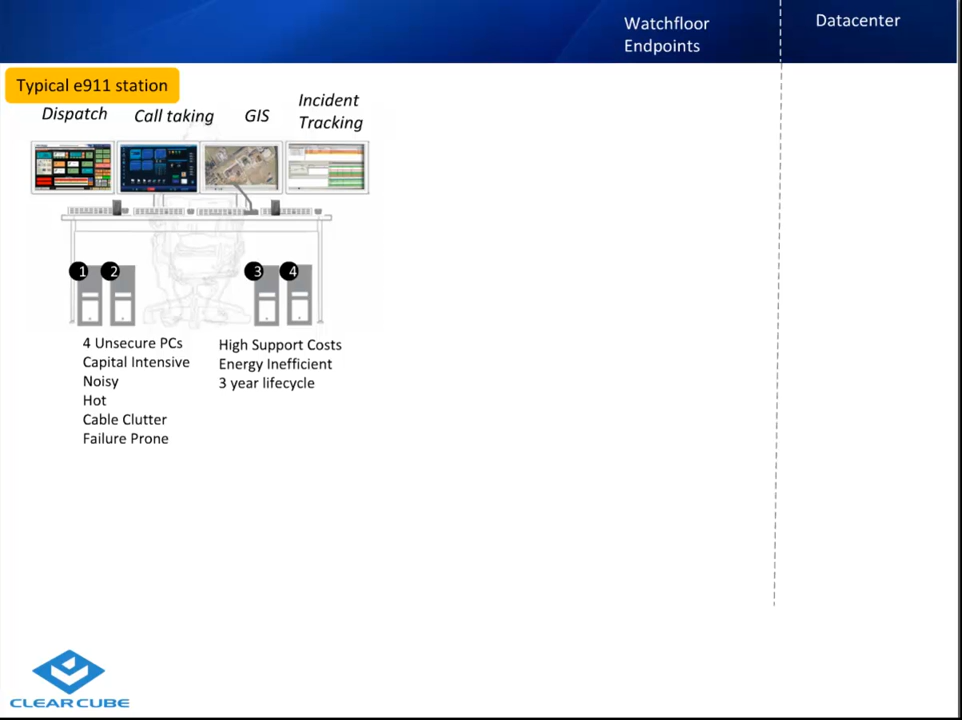 Watchfloor
Endpoints
Datacenter
Typical e911 station
Dispatch
Call taking
GIS
Incident
Tracking
1
2
3
4
4 Unsecure PCs
Capital Intensive
Noisy
Hot
Cable Clutter
Failure Prone
High Support Costs
Energy Inefficient
3 year lifecycle
CLEARCUBE